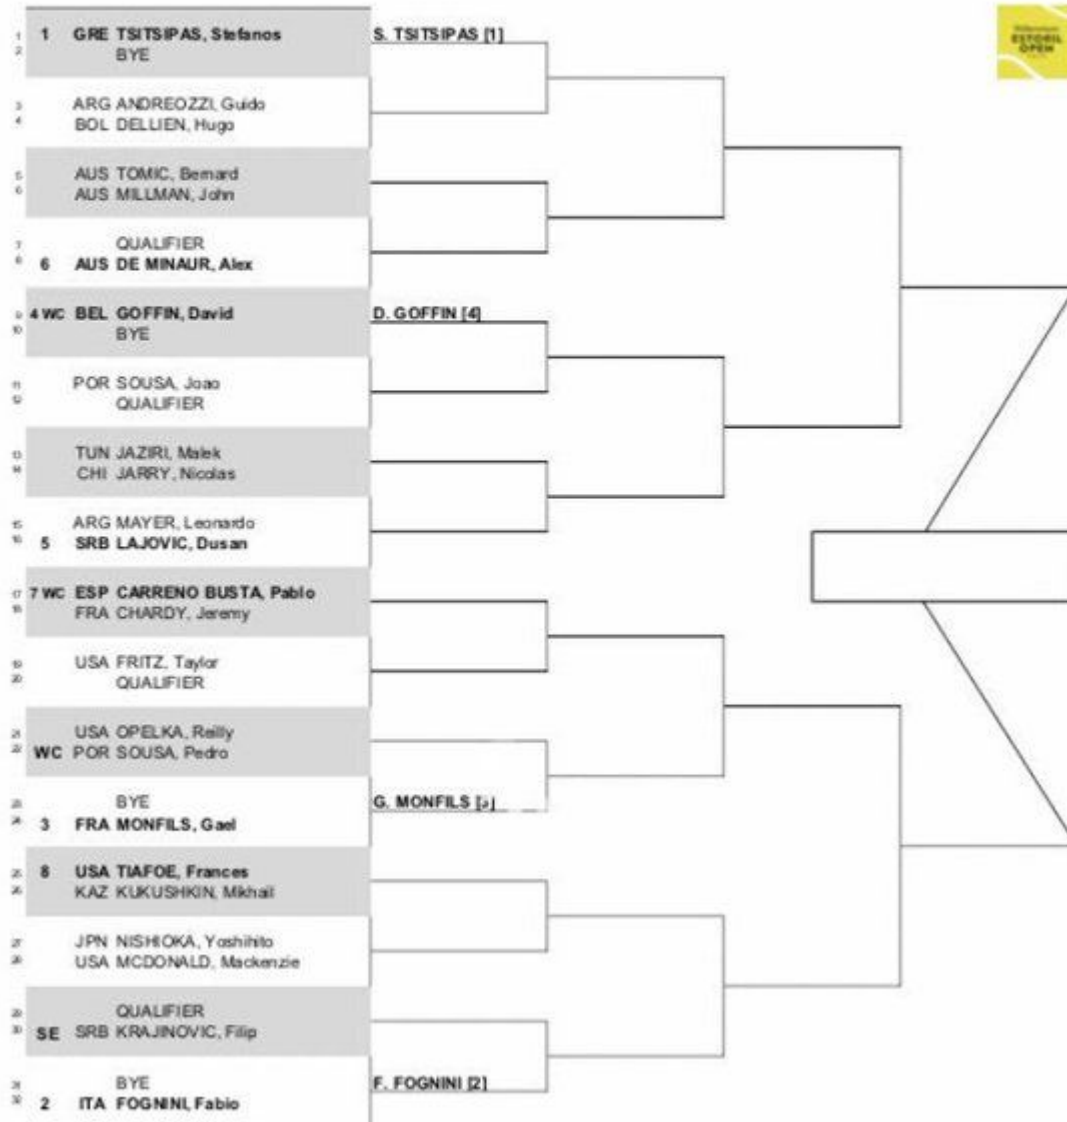 1 1 GRE TSITSIPAS, Stefanos S. TSITSIPAS [1]
2 BYE
3 ARG ANDREOZZI, Guido
4 BOL DELLIEN, Hugo
5 AUS TOMIC, Bernard
6 AUS MILLMAN, John
7 QUALIFIER
8 6 AUS DE MINAUR, Alex
9 4 WC BEL GOFFIN, David D. GOFFIN [4]
10 BYE
11 POR SOUSA, Joao
12 QUALIFIER
13 TUN JAZIRI, Malek
14 CHI JARRY, Nicolas
15 ARG MAYER, Leonardo
16 5 SRB LAJOVIC, Dusan
17 7 WC ESP CARRENO BUSTA, Pablo
18 FRA CHARDY, Jeremy
19 USA FRITZ, Taylor
20 QUALIFIER
21 USA OPELKA, Reilly
22 WC POR SOUSA, Pedro
23 BYE G. MONFILS [3]
24 3 FRA MONFILS, Gael
25 8 USA TIAFOE, Frances
26 KAZ KUKUSHKIN, Mikhail
27 JPN NISHIOKA, Yoshihito
28 USA MCDONALD, Mackenzie
29 QUALIFIER
30 SE SRB KRAJINOVIC, Filip
31 BYE F. FOGNINI [2]
32 2 ITA FOGNINI, Fabio
ESTORIL
OPEN